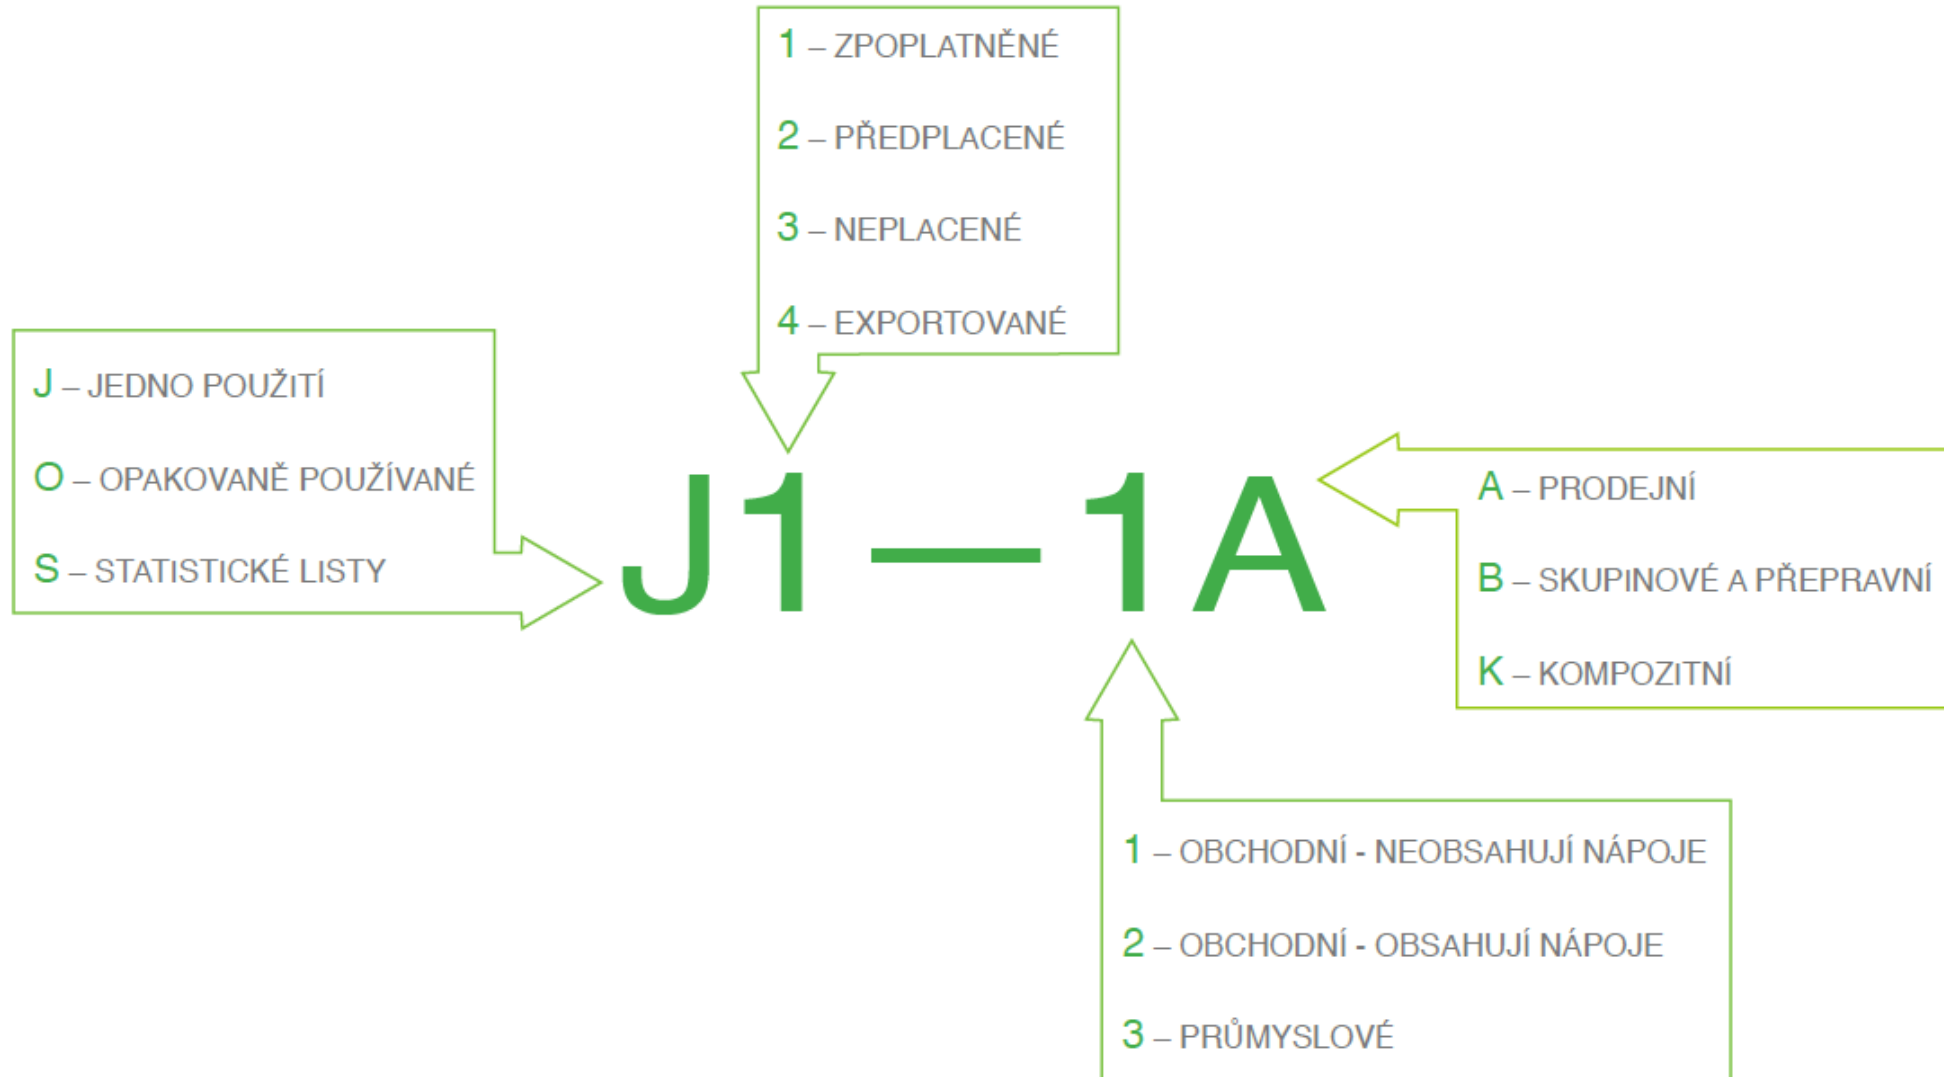 1 – ZPOPLATNĚNÉ
2 – PŘEDPLACENÉ
3 – NEPLACENÉ
4 – EXPORTOVANÉ
J – JEDNO POUŽITÍ
O – OPAKOVANĚ POUŽÍVANÉ
S – STATISTICKÉ LISTY
J1 — 1A
A – PRODEJNÍ
B – SKUPINOVÉ A PŘEPRAVNÍ
K – KOMPOZITNÍ
1 – OBCHODNÍ - NEOBSAHUJÍ NÁPOJE
2 – OBCHODNÍ - OBSAHUJÍ NÁPOJE
3 – PRŮMYSLOVÉ